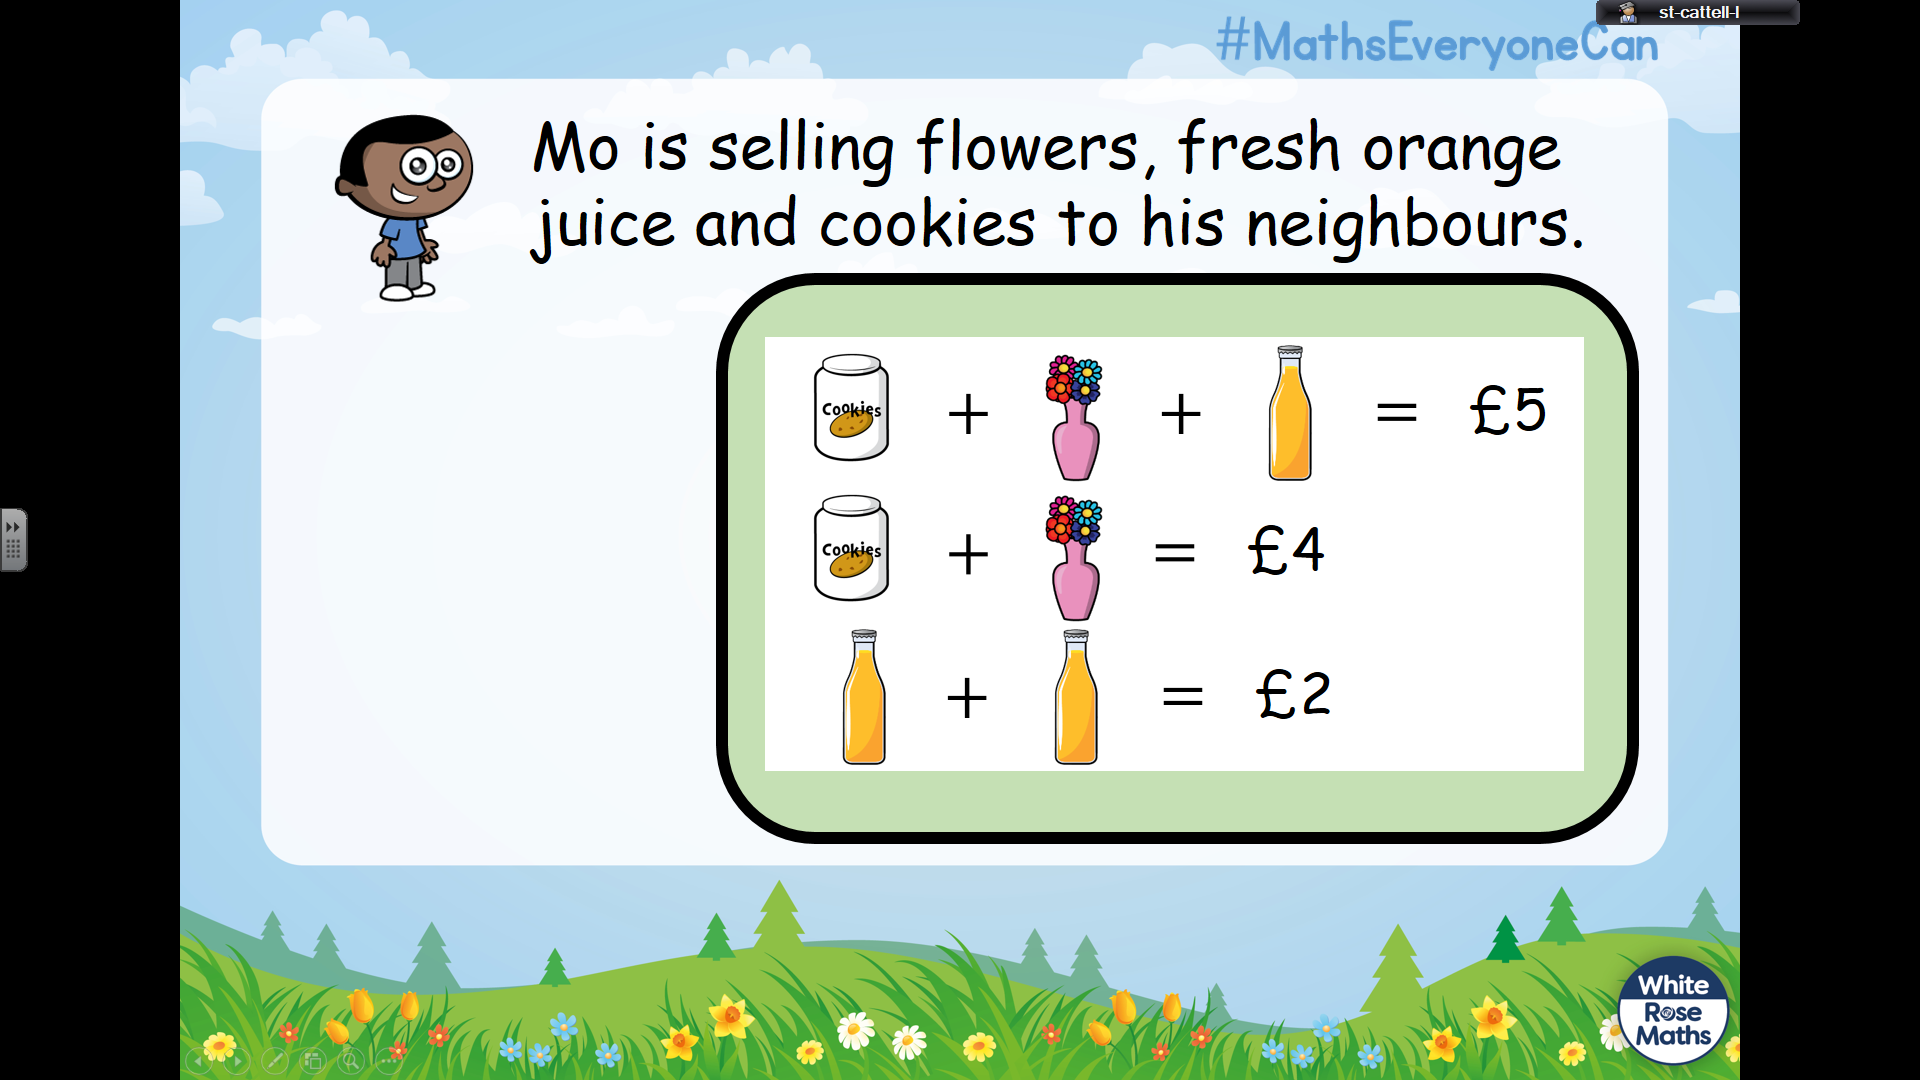 st-cattell-l
#MathsEveryoneCan
Mo is selling flowers, fresh orange
juice and cookies to his neighbours.
Cookies + + = £5
Cookies + = £4
+ = £2
White
Rose
Maths